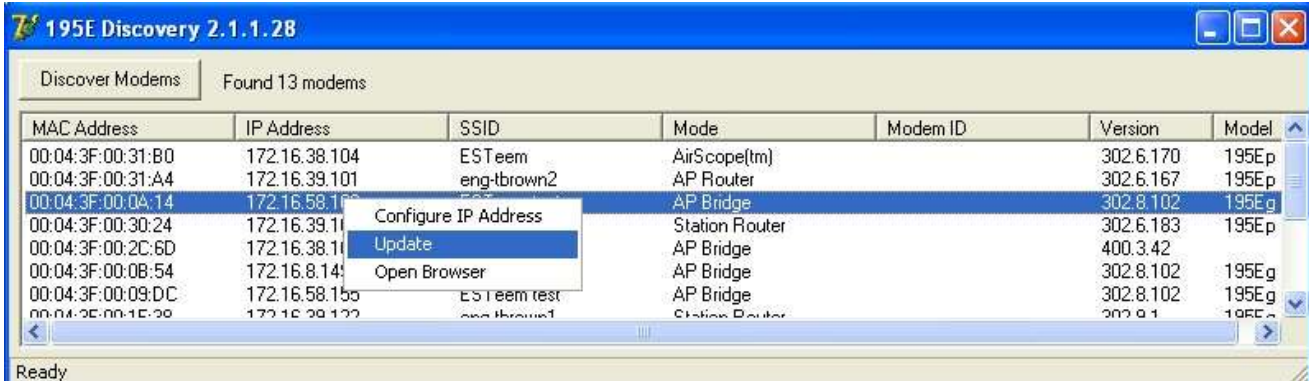 195E Discovery 2.1.1.28
Discover Modems Found 13 modems
MAC Address IP Address SSID Mode Modem ID Version Model
00:04:3F:00:31:B0 172.16.38.104 ESTeem AirScope(tm) 302.6.170 195Ep
00:04:3F:00:31:A4 172.16.39.101 eng-tbrown2 AP Router 302.6.167 195Ep
00:04:3F:00:0A:14 AP Bridge 302.8.102 195Eg
Configure IP Address
00:04:3F:00:30:24 Station Router 302.6.183 195Ep
Update
00:04:3F:00:2C:6D AP Bridge 400.3.42
Open Browser
00:04:3F:00:0B:54 AP Bridge 302.8.102 195Eg
00:04:3F:00:09:DC 172.16.58.155 ESTeem test AP Bridge 302.8.102 195Eg
Station Router
Ready